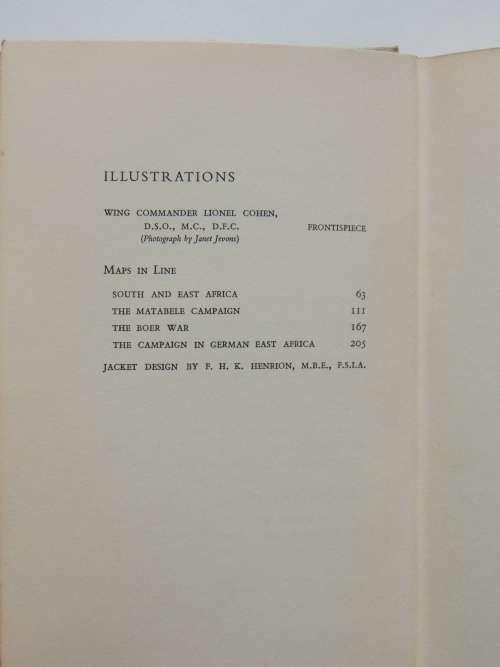 ILLUSTRATIONS
WING COMMANDER LIONEL COHEN,
D.S.O., M.C., D.F.C. FRONTISPIECE
(Photograph by Janet Jevons)
MAPS IN LINE
SOUTH AND EAST AFRICA 63
THE MATABELE CAMPAIGN 111
THE BOER WAR 167
THE CAMPAIGN IN GERMAN EAST AFRICA 205
JACKET DESIGN BY F. H. K. HENRION, M.B.E., F.S.I.A.